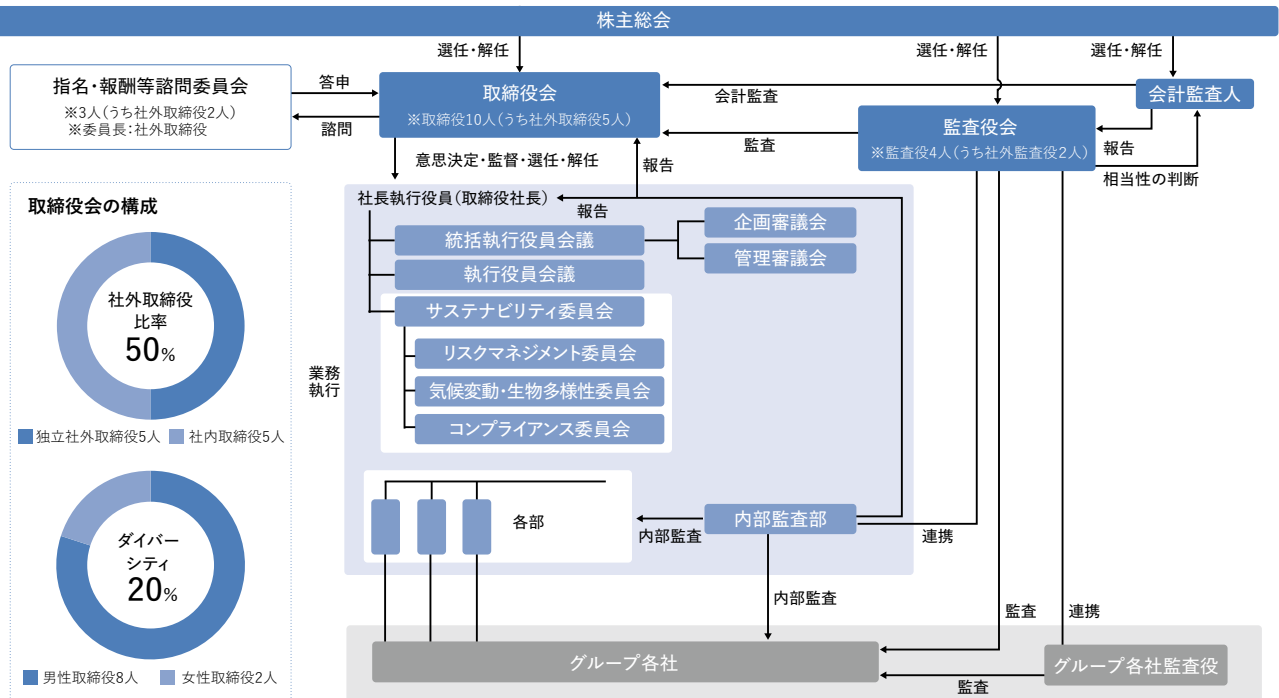 株主総会
選任・解任
選任・解任
選任・解任
指名・報酬等諮問委員会
※3人(うち社外取締役2人)
※委員長：社外取締役
答申
諮問
取締役会
※取締役10人(うち社外取締役5人)
会計監査
会計監査人
監査
監査役会
※監査役4人(うち社外監査役2人)
報告
相当性の判断
意思決定・監督・選任・解任
報告
社長執行役員(取締役社長)
報告
統括執行役員会議
企画審議会
管理審議会
執行役員会議
サステナビリティ委員会
リスクマネジメント委員会
気候変動・生物多様性委員会
コンプライアンス委員会
業務
執行
各部
内部監査
内部監査部
連携
内部監査
監査
連携
グループ各社
グループ各社監査役
監査
取締役会の構成
社外取締役
比率
50%
独立社外取締役5人
社内取締役5人
ダイバー
シティ
20%
男性取締役8人
女性取締役2人